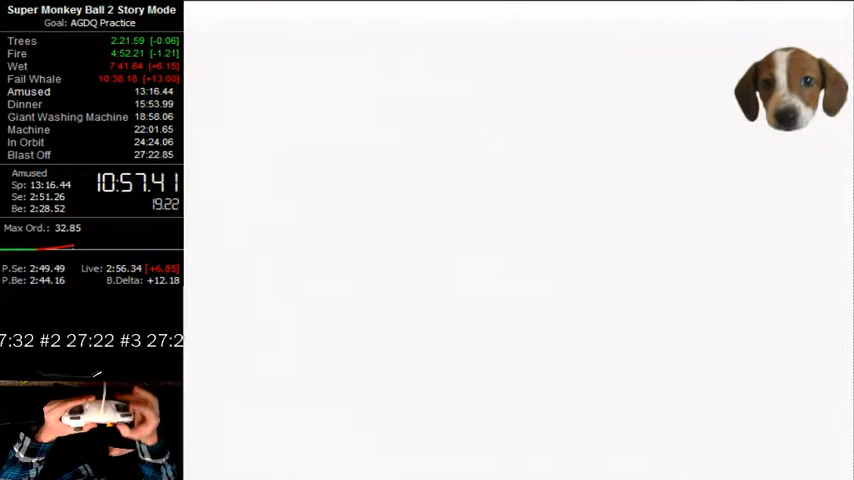 Super Monkey Ball 2 Story Mode
Goal: AGDQ Practice
Trees 2:21.59 [-0.06]
Fire 4:52.21 [-1.21]
Wet 7:41.84 [+6.15]
Fail Whale 10:38.18 [+13.00]
Amused 13:16.44
Dinner 15:53.99
Giant Washing Machine 18:58.06
Machine 22:01.65
In Orbit 24:24.06
Blast Off 27:22.85
Amused
Sp: 13:16.44 10:57.41
Se: 2:51.26 19.22
Be: 2:28.52
Max Ord.: 32.85
P.Se: 2:49.49 Live: 2:56.34 [+6.85]
P.Be: 2:44.16 B.Delta: +12.18
7:32 #2 27:22 #3 27:2